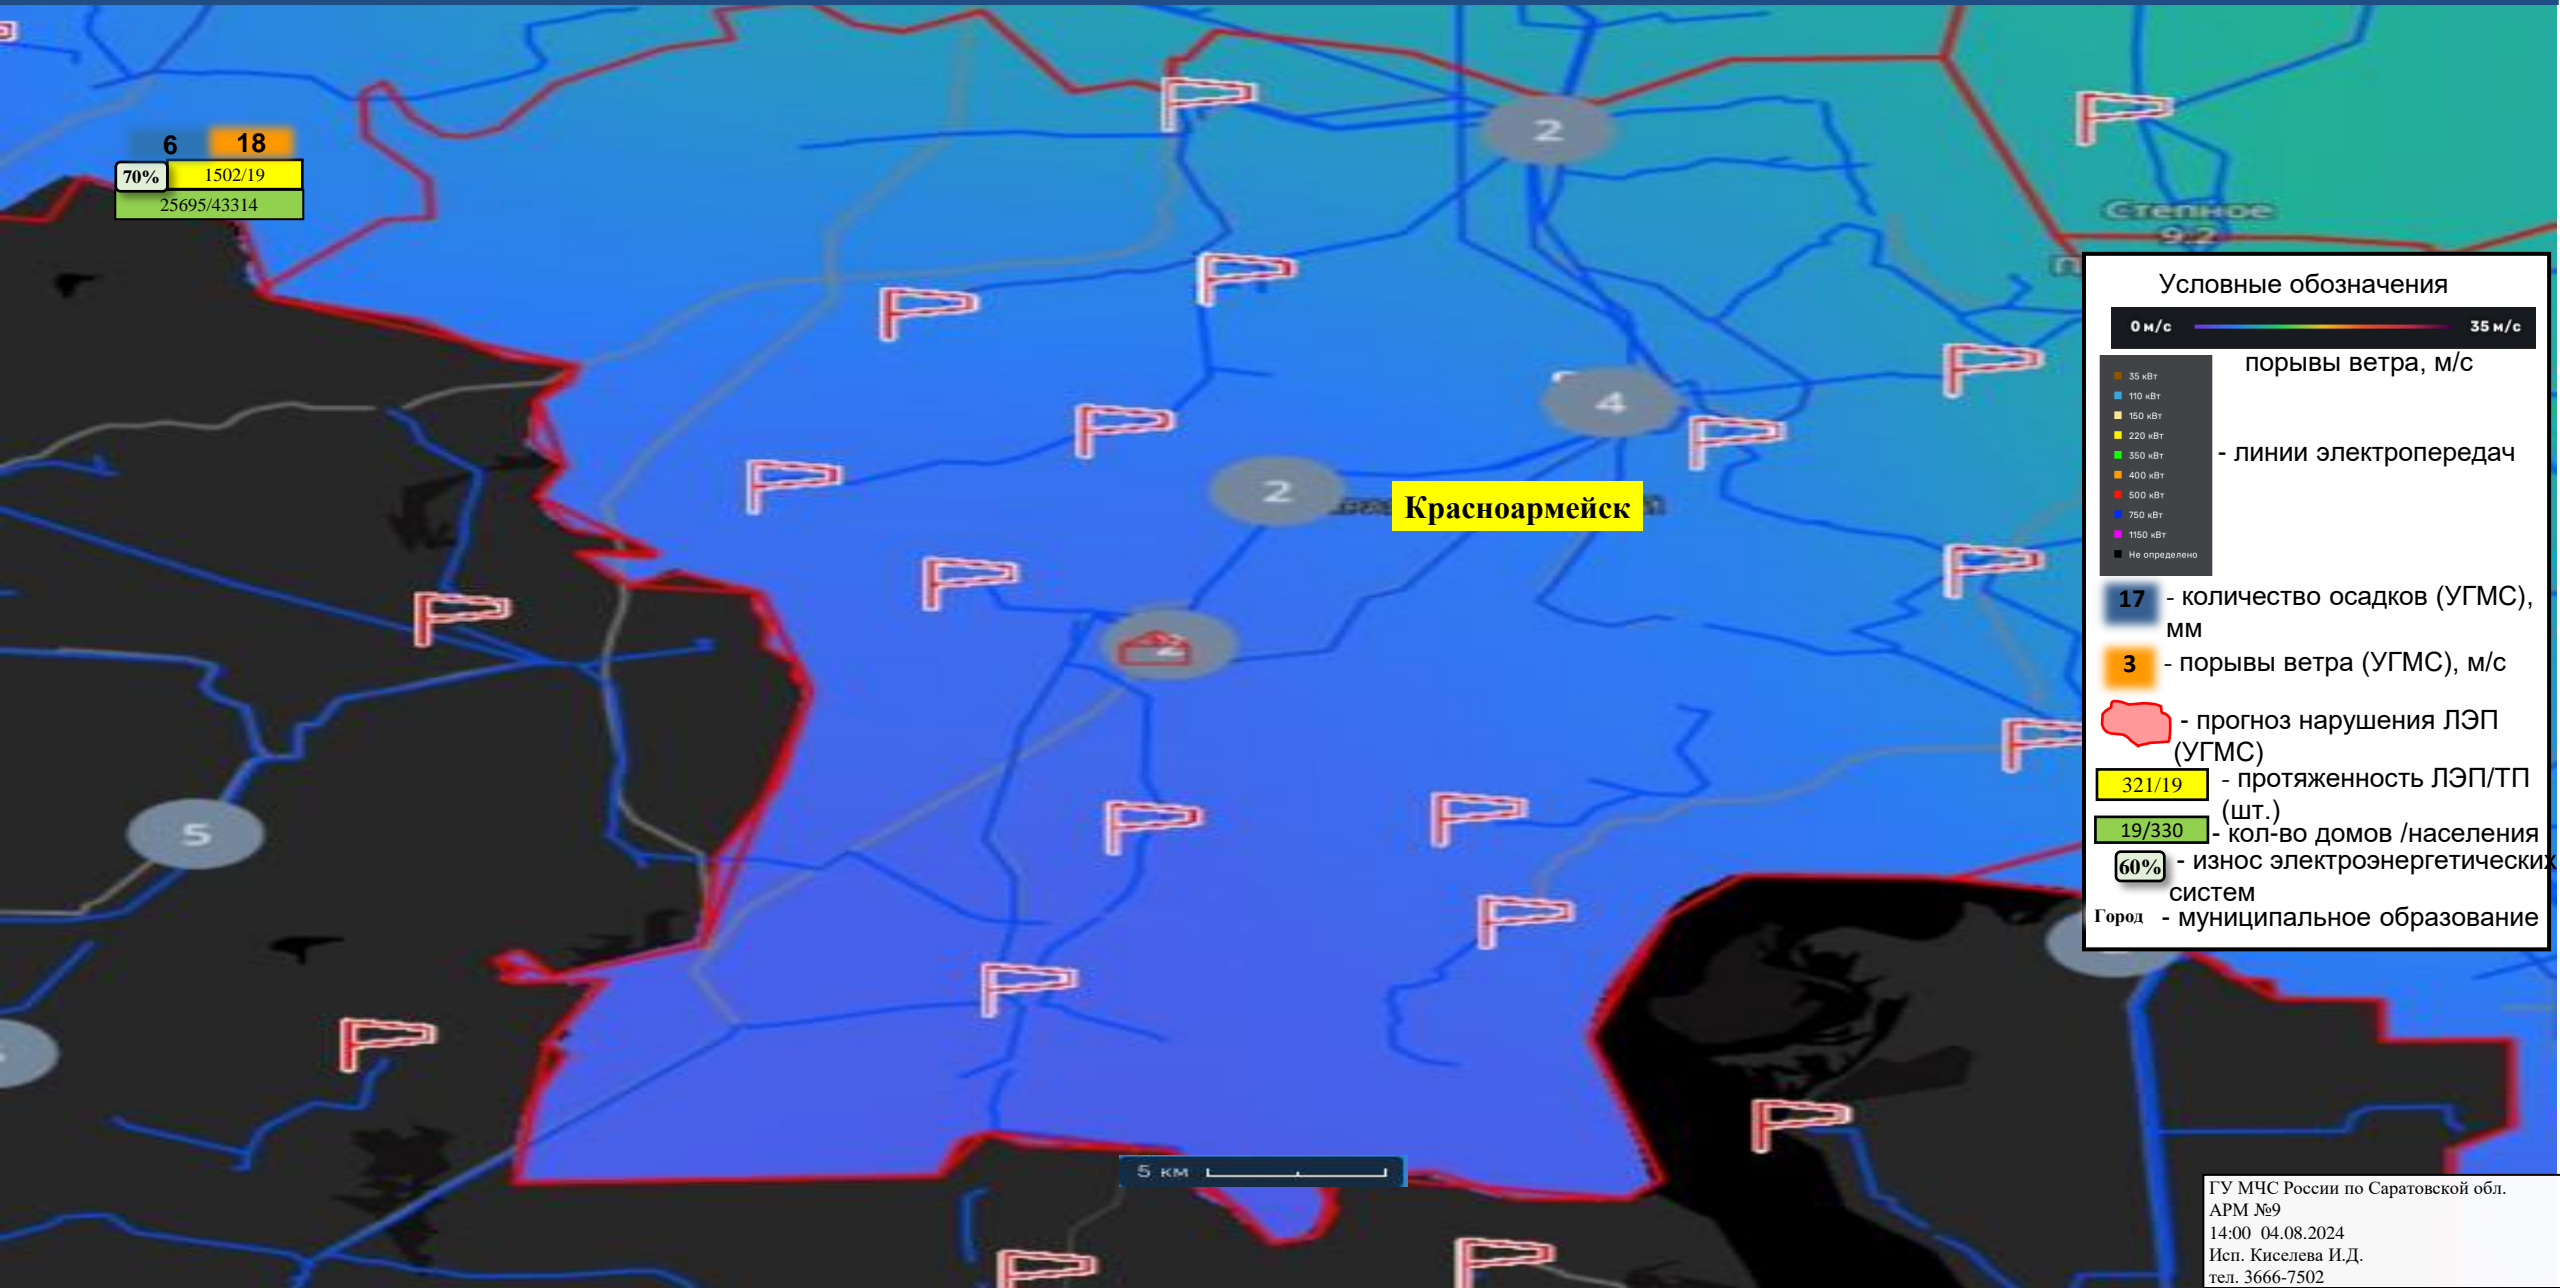 2
6 18
70% 1502/19
25695/43314
Степное
9.2
4
2
Красноармейск
2
5
5 км
Условные обозначения
0 м/с 35 м/с
порывы ветра, м/с
35 кВт
110 кВт
150 кВт
220 кВт
350 кВт
400 кВт
500 кВт
750 кВт
1150 кВт
Не определено
- линии электропередач
17 - количество осадков (УГМС),
мм
3 - порывы ветра (УГМС), м/с
- прогноз нарушения ЛЭП
(УГМС)
321/19 - протяженность ЛЭП/ТП
(шт.)
19/330 - кол-во домов /населения
60% - износ электроэнергетических
систем
Город - муниципальное образование
ГУ МЧС России по Саратовской обл.
АРМ №9
14:00 04.08.2024
Исп. Киселева И.Д.
тел. 3666-7502